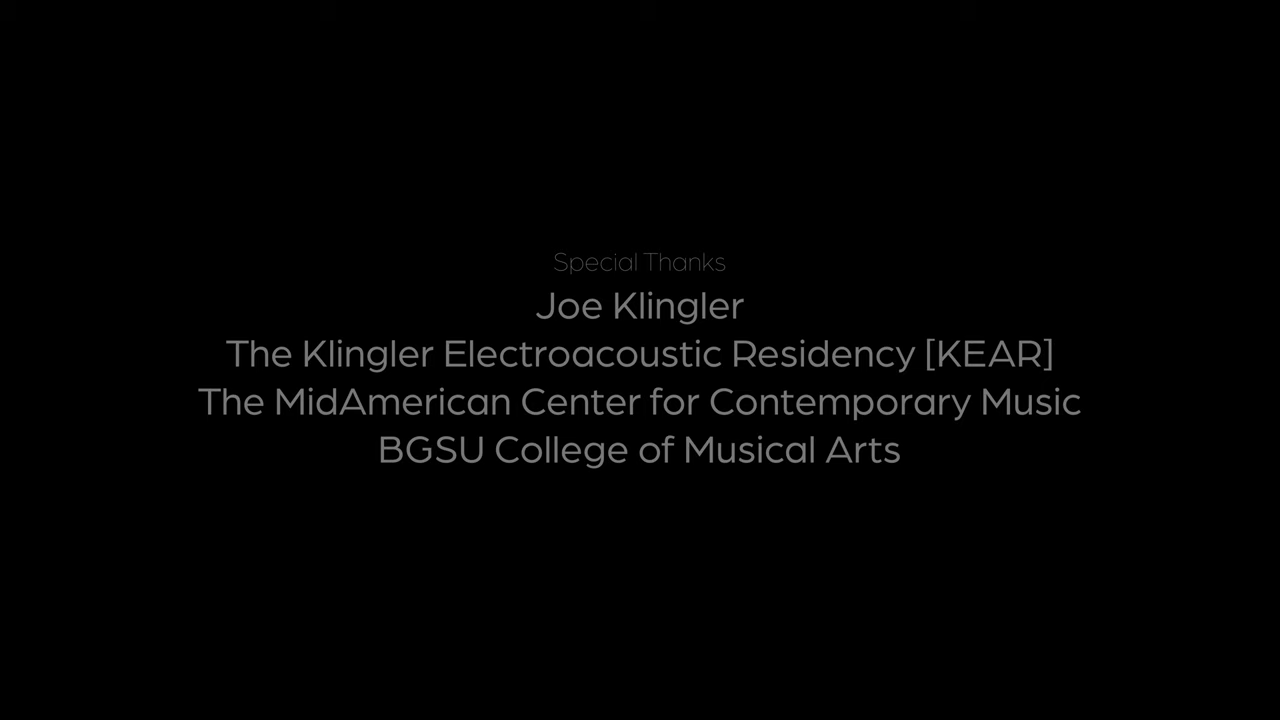 Special Thanks
Joe Klingler
The Klingler Electroacoustic Residency [KEAR]
The MidAmerican Center for Contemporary Music
BGSU College of Musical Arts